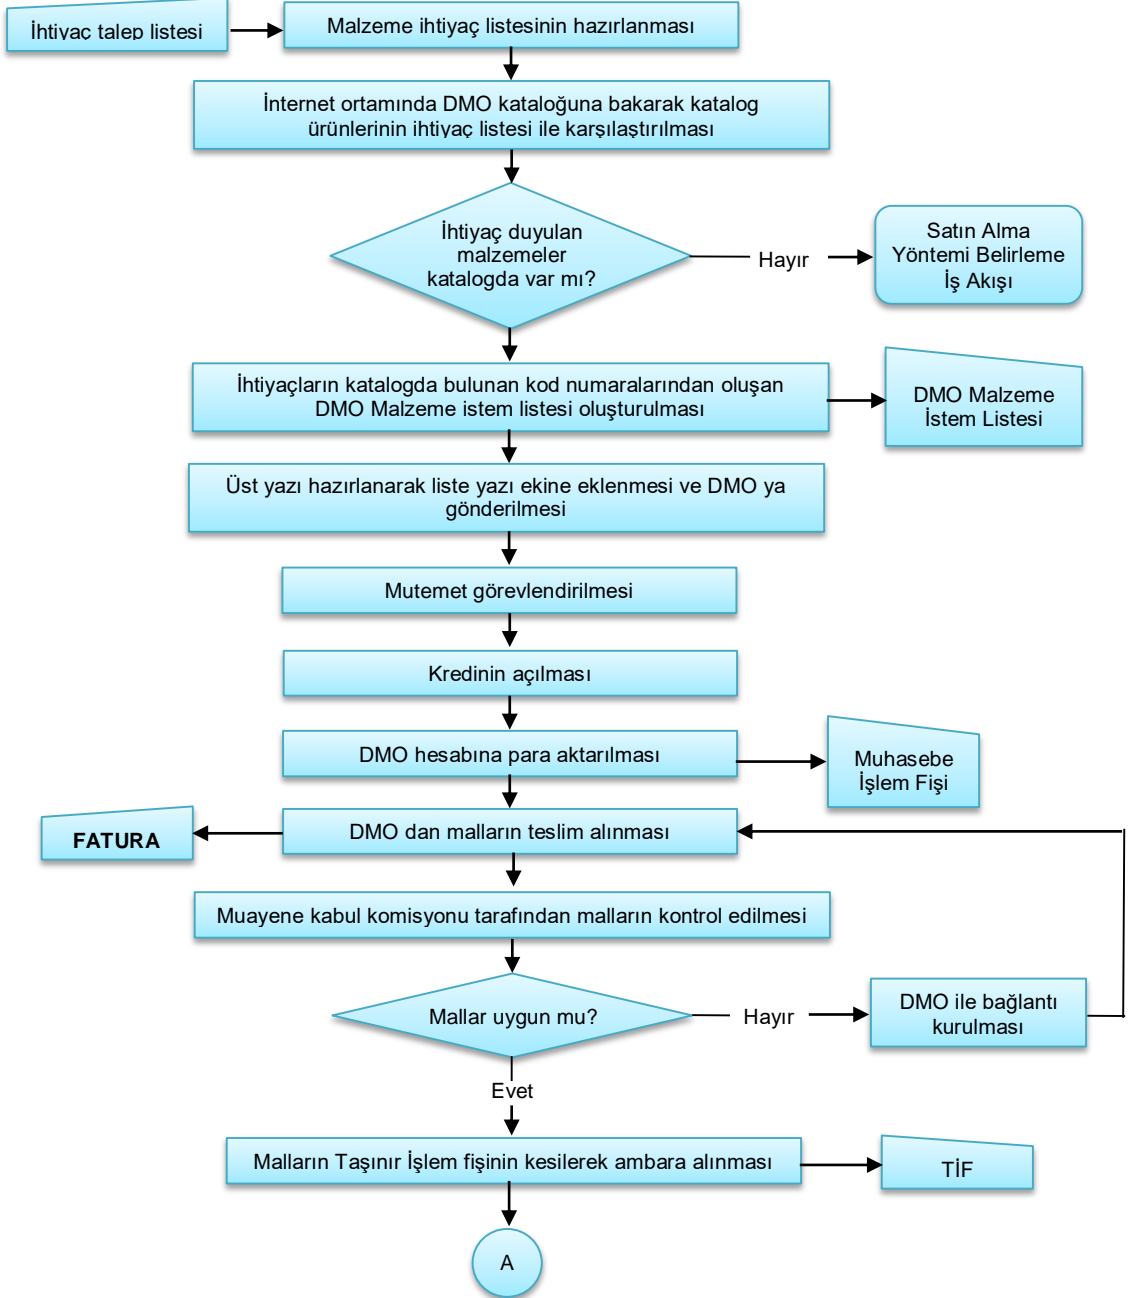 İhtiyaç talep listesi
Malzeme ihtiyaç listesinin hazırlanması
İnternet ortamında DMO kataloğuna bakarak katalog
ürünlerinin ihtiyaç listesi ile karşılaştırılması
İhtiyaç duyulan
malzemeler
katalogda var mı?
Hayır
Satın Alma
Yöntemi Belirleme
İş Akışı
İhtiyaçların katalogda bulunan kod numaralarından oluşan
DMO Malzeme istem listesi oluşturulması
DMO Malzeme
İstem Listesi
Üst yazı hazırlanarak liste yazı ekine eklenmesi ve DMO ya
gönderilmesi
Mutemet görevlendirilmesi
Kredinin açılması
DMO hesabına para aktarılması
Muhasebe
İşlem Fişi
FATURA
DMO dan malların teslim alınması
Muayene kabul komisyonu tarafından malların kontrol edilmesi
Mallar uygun mu?
Hayır
DMO ile bağlantı
kurulması
Evet
Malların Taşınır İşlem fişinin kesilerek ambara alınması
TİF
A